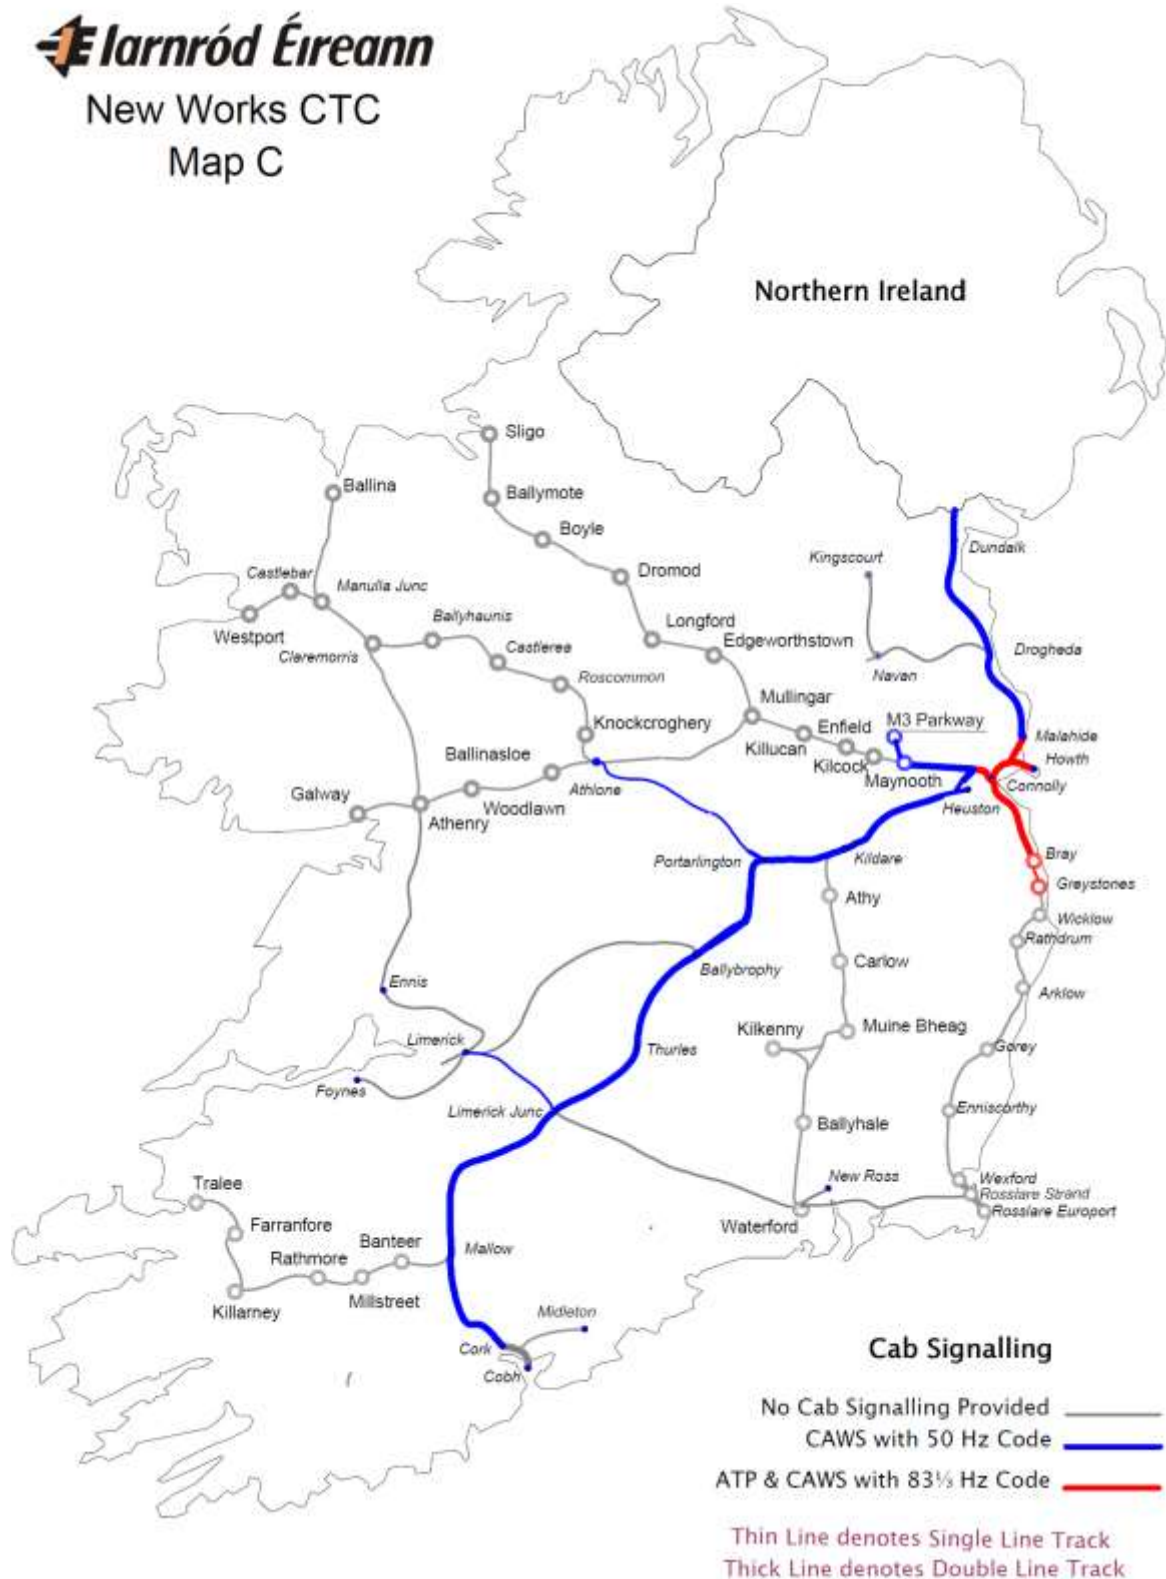 Iarnród Éireann
New Works CTC
Map C
Northern Ireland
Sligo
Ballina
Ballymote
Boyle
Dundalk
Kingscourt
Castlebar
Manulla Junc
Dromod
Ballyhaunis
Longford
Westport
Edgeworthstown
Claremorris
Castlerea
Drogheda
Navan
Roscommon
Mullingar
Knockcroghery
Enfield
M3 Parkway
Malahide
Ballinasloe
Killucan
Howth
Kilcock
Maynooth
Connolly
Athlone
Galway
Woodlawn
Heuston
Athenry
Portarlington
Kildare
Bray
Greystones
Athy
Wicklow
Rathdrum
Carlow
Ballybrophy
Ennis
Arklow
Kilkenny
Muine Bheag
Limerick
Thurles
Gorey
Foynes
Limerick Junc
Enniscorthy
Ballyhale
New Ross
Wexford
Tralee
Rosslare Strand
Rosslare Europort
Farranfore
Waterford
Banteer
Mallow
Rathmore
Millstreet
Killarney
Midleton
Cork
Cobh
Cab Signalling
No Cab Signalling Provided
CAWS with 50 Hz Code
ATP & CAWS with 83⅓ Hz Code
Thin Line denotes Single Line Track
Thick Line denotes Double Line Track